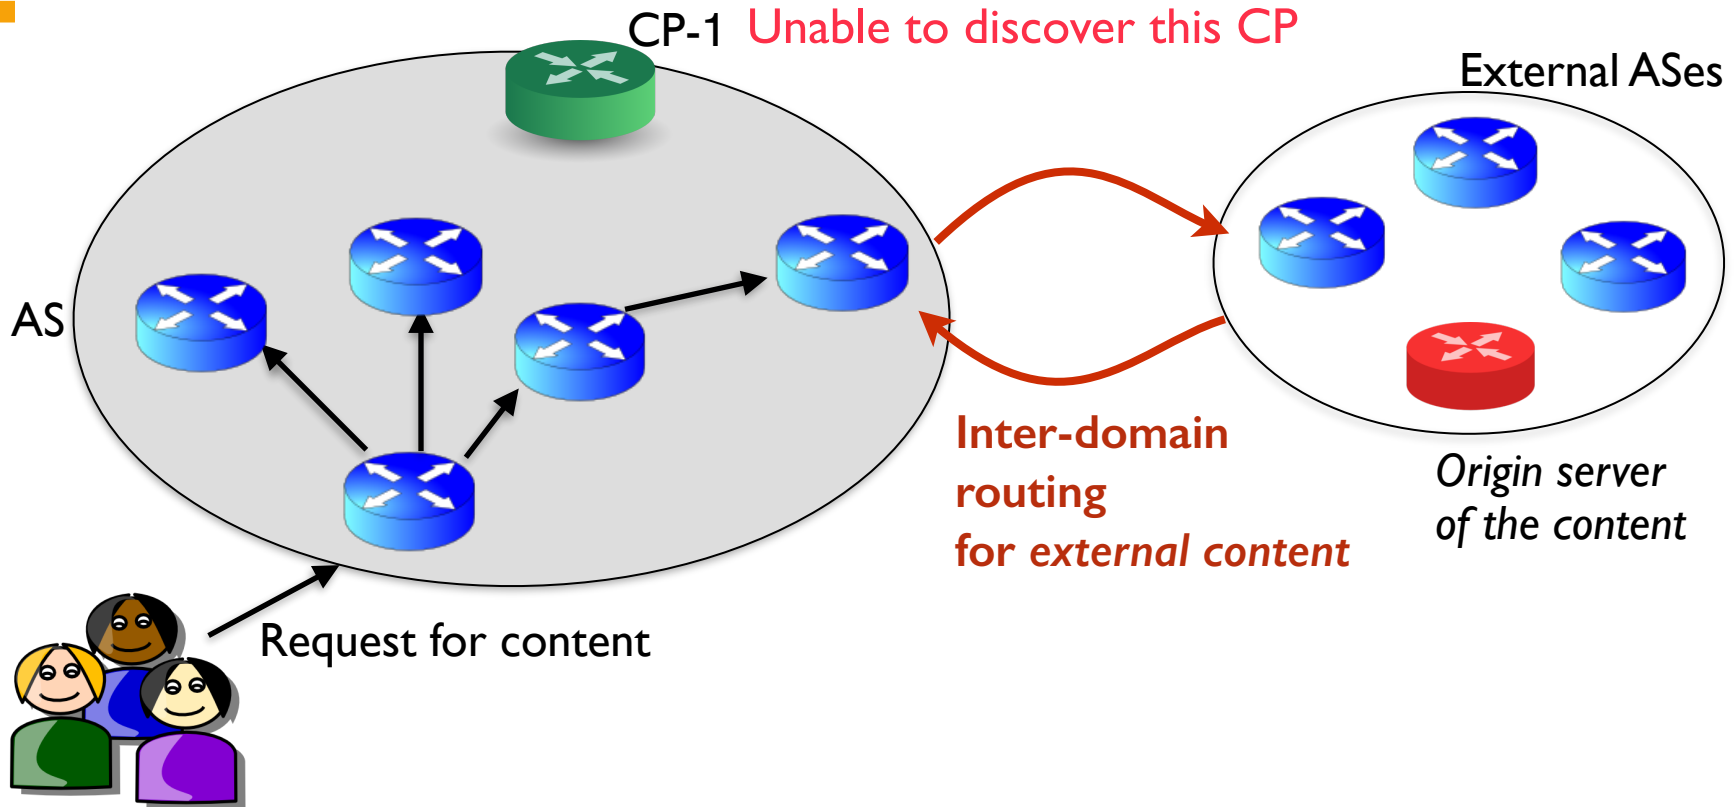 CP-1 Unable to discover this CP
External ASes
AS
Inter-domain
routing
for external content
Origin server
of the content
Request for content